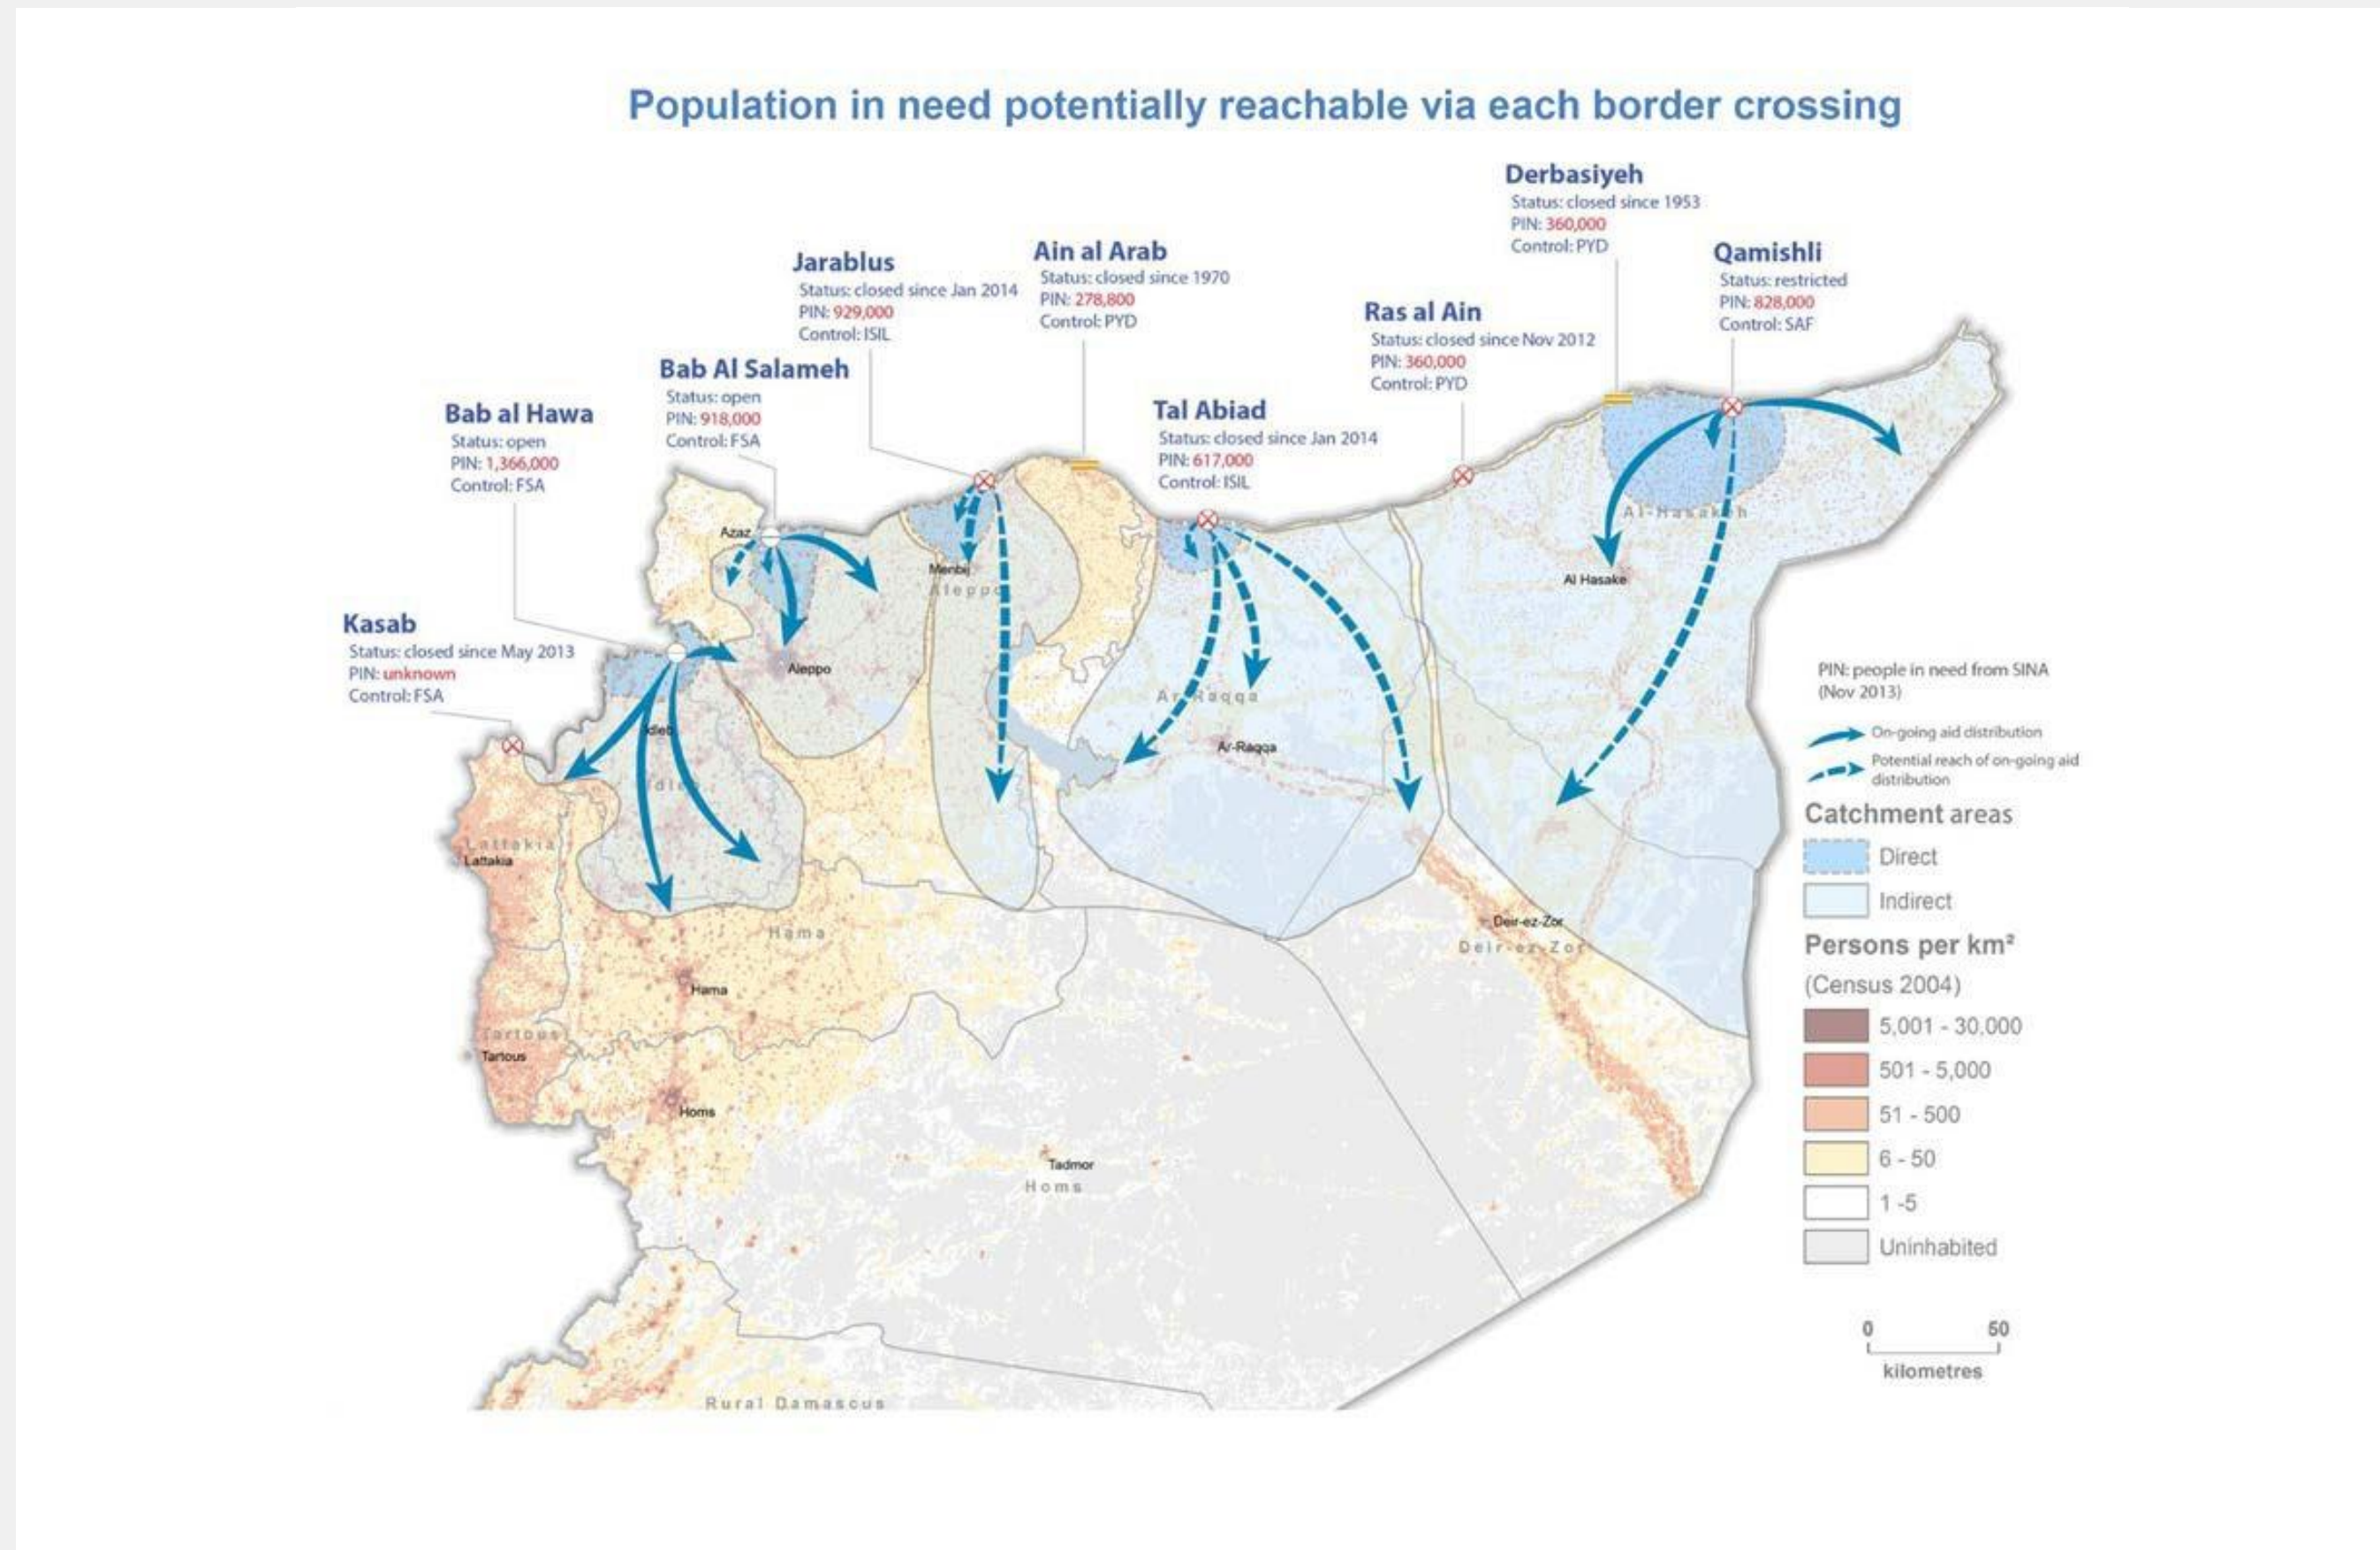 Population in need potentially reachable via each border crossing
Derbasiyeh
Status: closed since 1953
PIN: 360,000
Control: PYD
Qamishli
Status: restricted
PIN: 828,000
Control: SAF
Ain al Arab
Status: closed since 1970
PIN: 278,800
Control: PYD
Jarablus
Status: closed since Jan 2014
PIN: 929,000
Control: ISIL
Ras al Ain
Status: closed since Nov 2012
PIN: 360,000
Control: PYD
Bab Al Salameh
Status: open
PIN: 918,000
Control: FSA
Tal Abiad
Status: closed since Jan 2014
PIN: 617,000
Control: ISIL
Bab al Hawa
Status: open
PIN: 1,366,000
Control: FSA
Kasab
Status: closed since May 2013
PIN: unknown
Control: FSA
Azaz
Menbij
Aleppo
Al-Hasakeh
Al Hasake
Aleppo
Ar-Raqqa
Ar-Raqqa
Idleb
Idleb
Lattakia
Lattakia
Deir-ez-Zor
Deir-ez-Zor
Hama
Hama
Tartous
Tartous
Homs
Tadmor
Homs
Rural Damascus
PIN: people in need from SINA
(Nov 2013)
On-going aid distribution
Potential reach of on-going aid
distribution
Catchment areas
Direct
Indirect
Persons per km²
(Census 2004)
5,001 - 30.000
501 - 5,000
51 - 500
6 - 50
1 -5
Uninhabited
0 50
kilometres